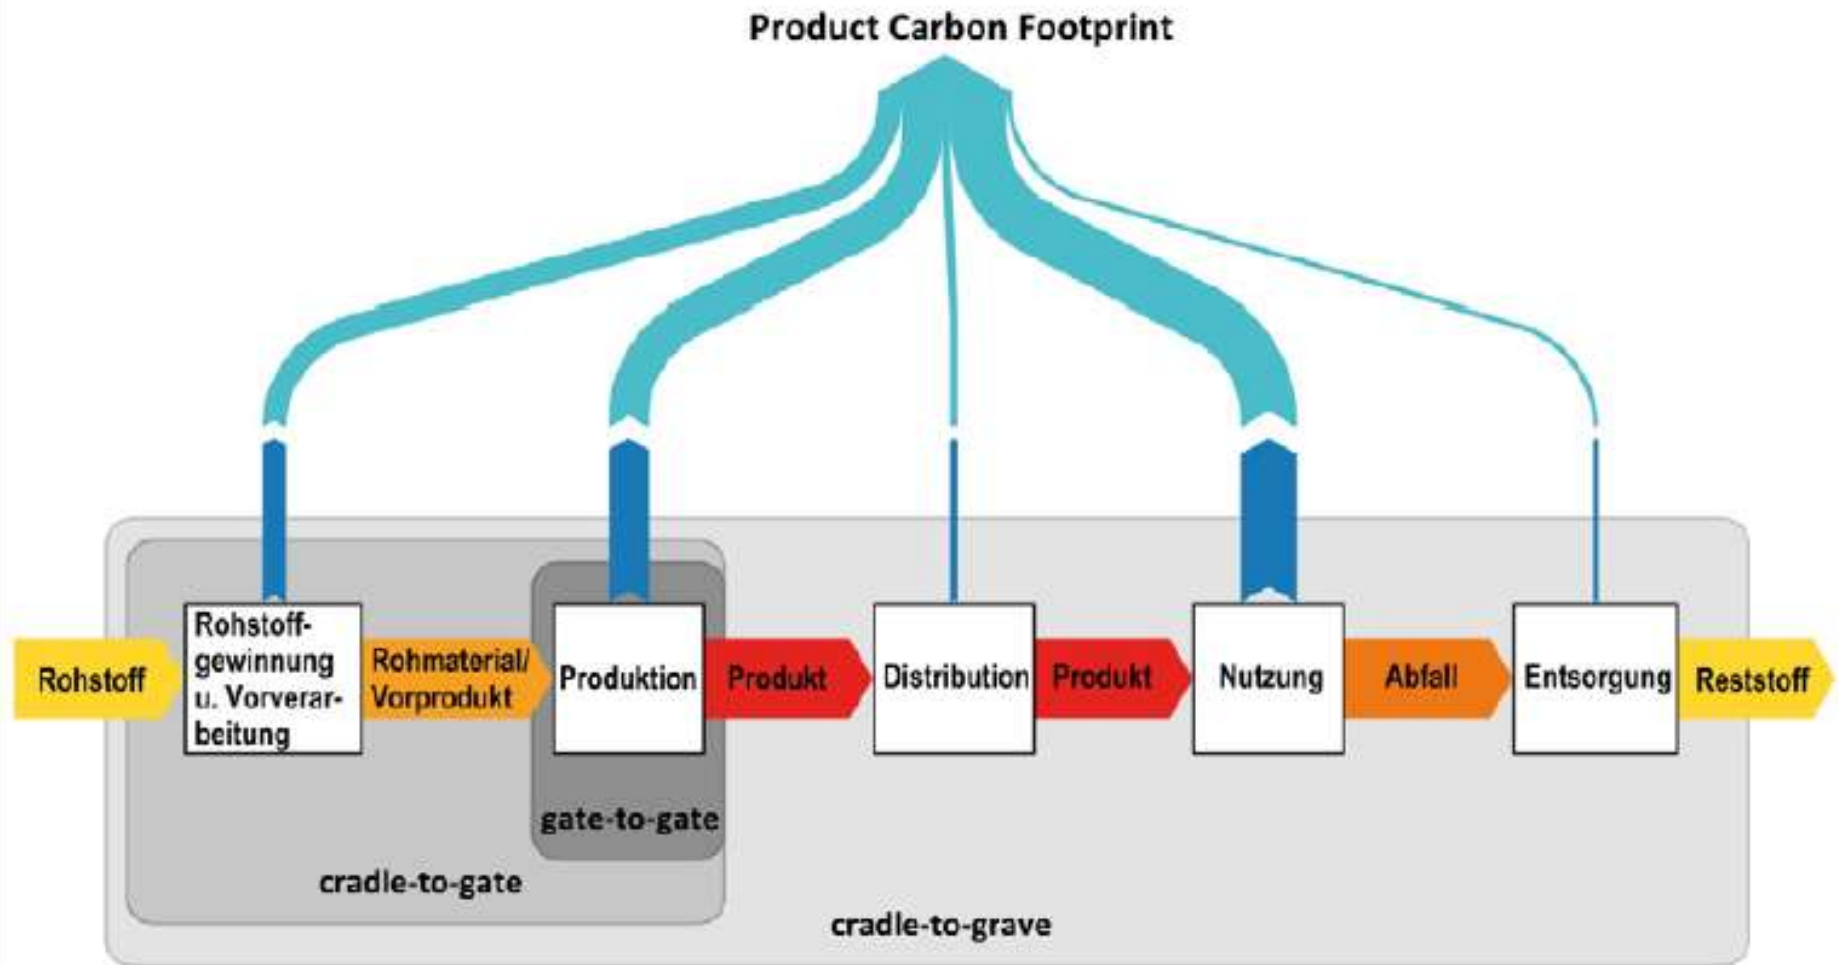 Product Carbon Footprint
Rohstoff
Rohstoff-
gewinnung
u. Vorverar-
beitung
Rohmaterial/
Vorprodukt
Produktion
Produkt
Distribution
Produkt
Nutzung
Abfall
Entsorgung
Reststoff
gate-to-gate
cradle-to-gate
cradle-to-grave